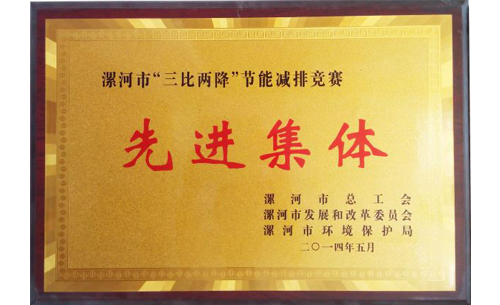 漯河市“三比两降”节能减排竞赛
先进集体
漯河市总工会
漯河市发展和改革委员会
漯河市环境保护局
二〇一四年五月